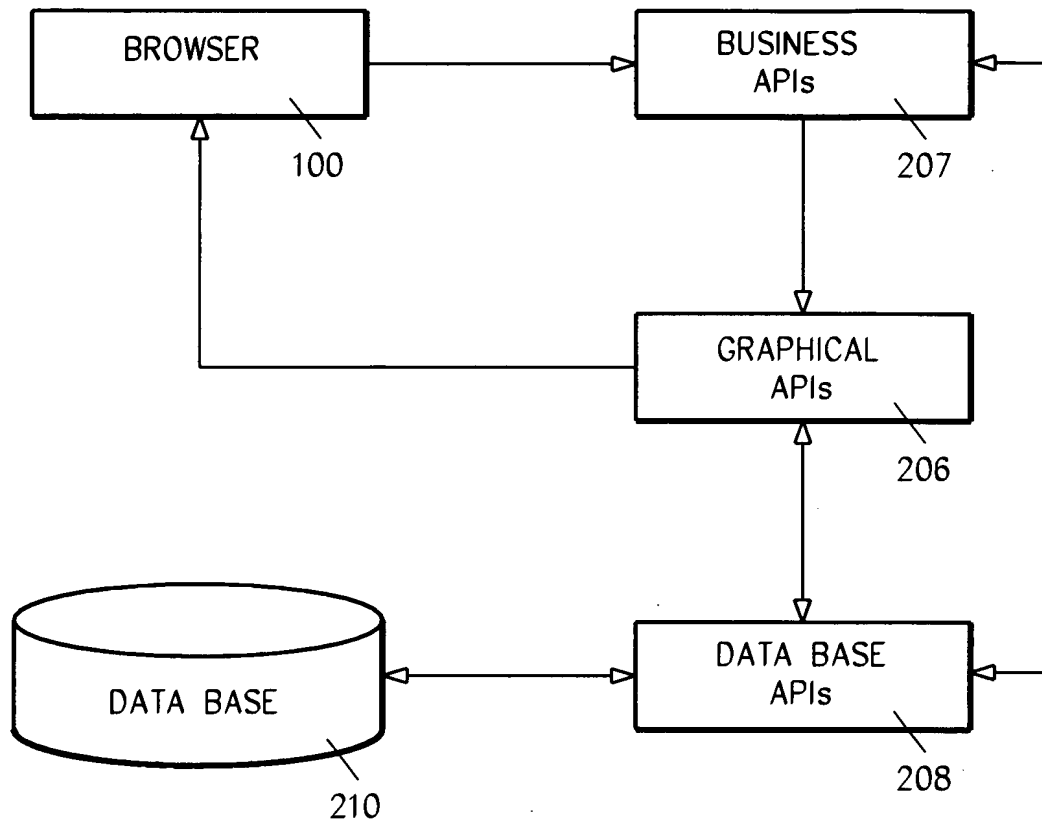 BROWSER
100
BUSINESS
APIs
207
GRAPHICAL
APIs
206
DATA BASE
210
DATA BASE
APIs
208